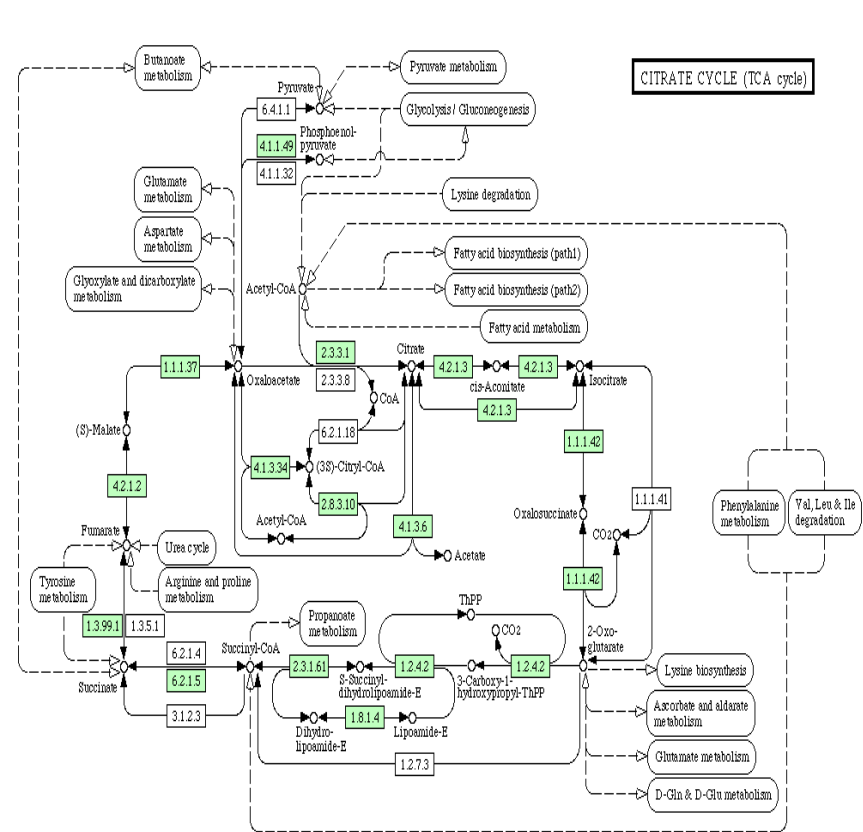 Butanoate
metabolism
Pyruvate metabolism
CITRATE CYCLE (TCA cycle)
Pyruvate
6.4.1.1
Glycolysis / Gluconeogenesis
4.1.1.49
Phosphoenol-
pyruvate
4.1.1.32
Glutamate
metabolism
Lysine degradation
Aspartate
metabolism
Fatty acid biosynthesis (path1)
Glyoxylate and dicarboxylate
metabolism
Acetyl-CoA
Fatty acid biosynthesis (path2)
Fatty acid metabolism
2.3.3.1
Citrate
1.1.1.37
4.2.1.3
4.2.1.3
Oxaloacetate
2.3.3.8
cis-Aconitate
Isocitrate
CoA
4.2.1.3
(S)-Malate
6.2.1.18
1.1.1.42
4.1.3.34
(3S)-Citryl-CoA
4.2.1.2
2.8.3.10
1.1.1.41
Oxalosuccinate
Phenylalanine
metabolism
Val, Leu & Ile
degradation
Acetyl-CoA
4.1.3.6
Fumarate
CO2
Urea cycle
Acetate
Tyrosine
metabolism
Arginine and proline
metabolism
1.1.1.42
ThPP
Propanoate
metabolism
1.3.99.1
1.3.5.1
CO2
2-Oxo-
glutarate
6.2.1.4
Succinyl-CoA
2.3.1.61
1.2.4.2
1.2.4.2
Lysine biosynthesis
Succinate
6.2.1.5
S-Succinyl-
dihydrolipoamide-E
3-Carboxy-1-
hydroxypropyl-ThPP
Ascorbate and aldarate
metabolism
3.1.2.3
1.8.1.4
Dihydro-
lipoamide-E
Lipoamide-E
Glutamate metabolism
1.2.7.3
D-Gln & D-Glu metabolism